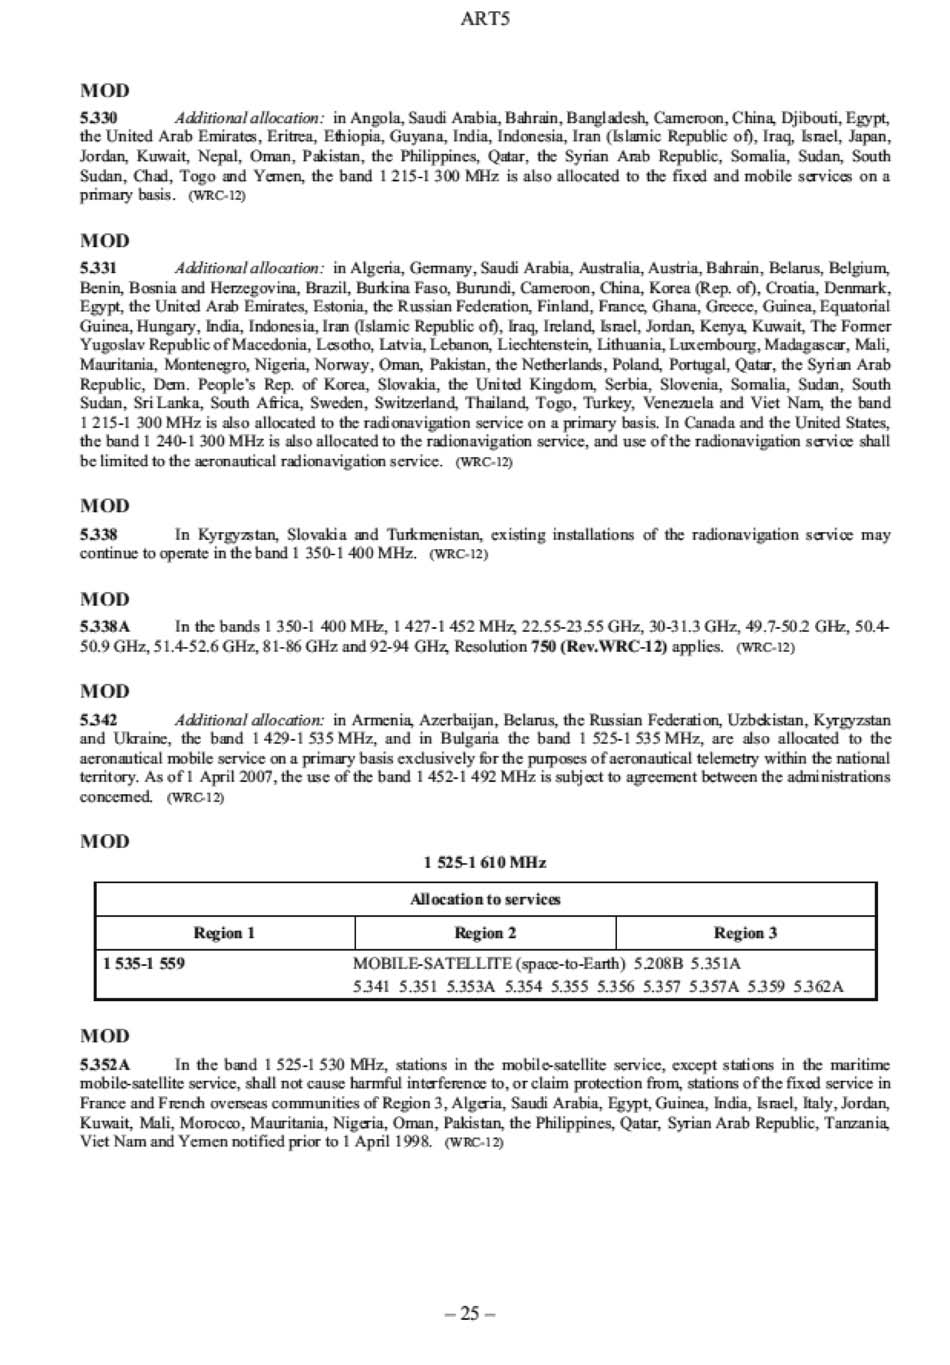 ART5
MOD
5.330 Additional allocation: in Angola, Saudi Arabia, Bahrain, Bangladesh, Cameroon, China, Djibouti, Egypt,
the United Arab Emirates, Eritrea, Ethiopia, Guyana, India, Indonesia, Iran (Islamic Republic of), Iraq, Israel, Japan,
Jordan, Kuwait, Nepal, Oman, Pakistan, the Philippines, Qatar, the Syrian Arab Republic, Somalia, Sudan, South
Sudan, Chad, Togo and Yemen, the band 1 215-1 300 MHz is also allocated to the fixed and mobile services on a
primary basis. (WRC-12)
MOD
5.331 Additional allocation: in Algeria, Germany, Saudi Arabia, Australia, Austria, Bahrain, Belarus, Belgium,
Benin, Bosnia and Herzegovina, Brazil, Burkina Faso, Burundi, Cameroon, China, Korea (Rep. of), Croatia, Denmark,
Egypt, the United Arab Emirates, Estonia, the Russian Federation, Finland, France, Ghana, Greece, Guinea, Equatorial
Guinea, Hungary, India, Indonesia, Iran (Islamic Republic of), Iraq, Ireland, Israel, Jordan, Kenya, Kuwait, The Former
Yugoslav Republic of Macedonia, Lesotho, Latvia, Lebanon, Liechtenstein, Lithuania, Luxembourg, Madagascar, Mali,
Mauritania, Montenegro, Nigeria, Norway, Oman, Pakistan, the Netherlands, Poland, Portugal, Qatar, the Syrian Arab
Republic, Dem. People's Rep. of Korea, Slovakia, the United Kingdom, Serbia, Slovenia, Somalia, Sudan, South
Sudan, Sri Lanka, South Africa, Sweden, Switzerland, Thailand, Togo, Turkey, Venezuela and Viet Nam, the band
1 215-1 300 MHz is also allocated to the radionavigation service on a primary basis. In Canada and the United States,
the band 1 240-1 300 MHz is also allocated to the radionavigation service, and use of the radionavigation service shall
be limited to the aeronautical radionavigation service. (WRC-12)
MOD
5.338 In Kyrgyzstan, Slovakia and Turkmenistan, existing installations of the radionavigation service may
continue to operate in the band 1 350-1 400 MHz. (WRC-12)
MOD
5.338A In the bands 1 350-1 400 MHz, 1 427-1 452 MHz, 22.55-23.55 GHz, 30-31.3 GHz, 49.7-50.2 GHz, 50.4-
50.9 GHz, 51.4-52.6 GHz, 81-86 GHz and 92-94 GHz, Resolution 750 (Rev.WRC-12) applies. (WRC-12)
MOD
5.342 Additional allocation: in Armenia, Azerbaijan, Belarus, the Russian Federation, Uzbekistan, Kyrgyzstan
and Ukraine, the band 1 429-1 535 MHz, and in Bulgaria the band 1 525-1 535 MHz, are also allocated to the
aeronautical mobile service on a primary basis exclusively for the purposes of aeronautical telemetry within the national
territory. As of 1 April 2007, the use of the band 1 452-1 492 MHz is subject to agreement between the administrations
concerned. (WRC-12)
MOD
1 525-1 610 MHz
Allocation to services
Region 1 Region 2 Region 3
1 535-1 559 MOBILE-SATELLITE (space-to-Earth) 5.208B 5.351A
5.341 5.351 5.353A 5.354 5.355 5.356 5.357 5.357A 5.359 5.362A
MOD
5.352A In the band 1 525-1 530 MHz, stations in the mobile-satellite service, except stations in the maritime
mobile-satellite service, shall not cause harmful interference to, or claim protection from, stations of the fixed service in
France and French overseas communities of Region 3, Algeria, Saudi Arabia, Egypt, Guinea, India, Israel, Italy, Jordan,
Kuwait, Mali, Morocco, Mauritania, Nigeria, Oman, Pakistan, the Philippines, Qatar, Syrian Arab Republic, Tanzania,
Viet Nam and Yemen notified prior to 1 April 1998. (WRC-12)
– 25 –